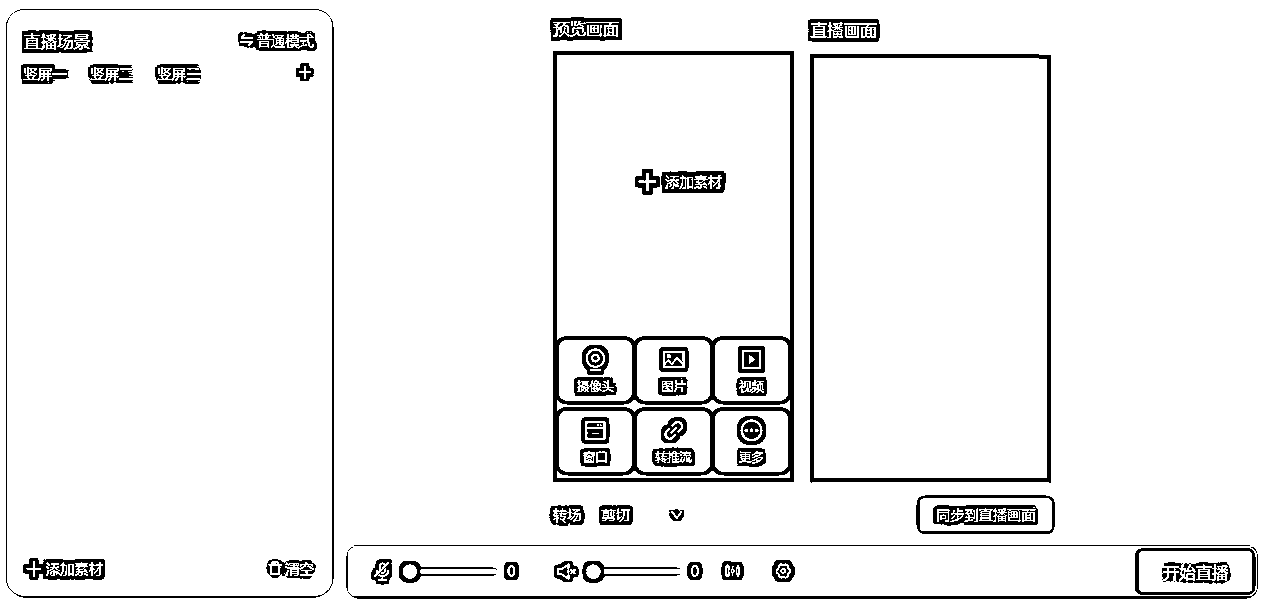 直播场景
普通模式
竖屏一 竖屏二 竖屏三
添加素材
清空
预览画面
直播画面
添加素材
摄像头 图片 视频
窗口 转推流 更多
转场 剪切
同步到直播画面
0 0
开始直播